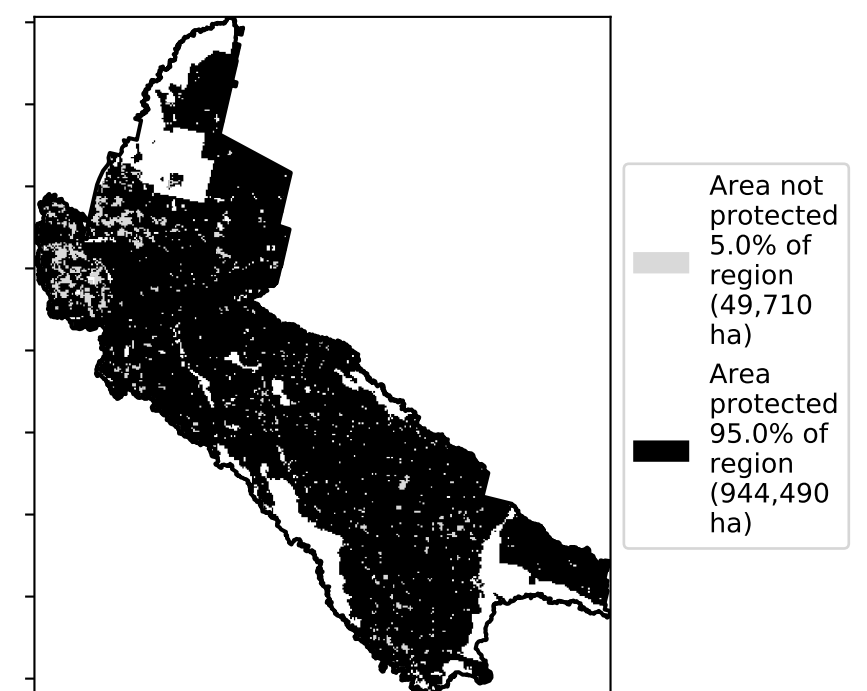 Area not
protected
5.0% of
region
(49,710
ha)
Area
protected
95.0% of
region
(944,490
ha)